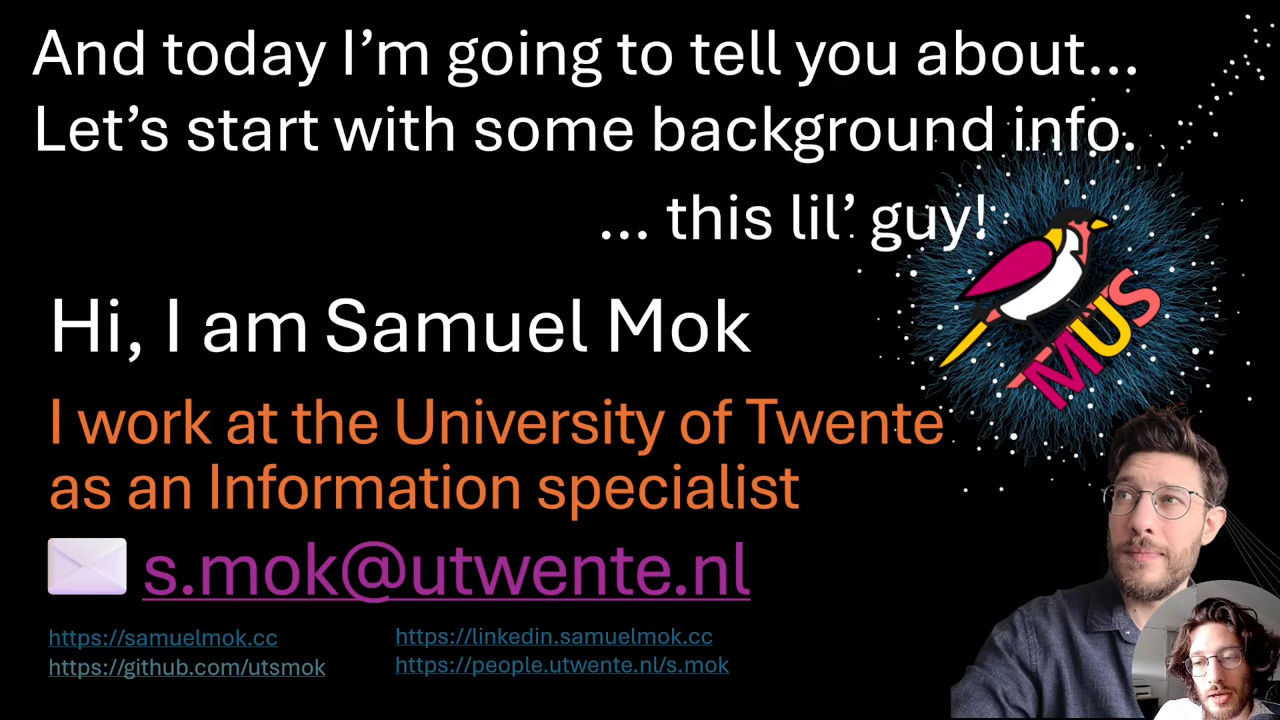 And today I’m going to tell you about...
Let’s start with some background info.
... this lil’ guy!
MUS
Hi, I am Samuel Mok
I work at the University of Twente
as an Information specialist
s.mok@utwente.nl
https://samuelmok.cc
https://linkedin.samuelmok.cc
https://github.com/utsmok
https://people.utwente.nl/s.mok